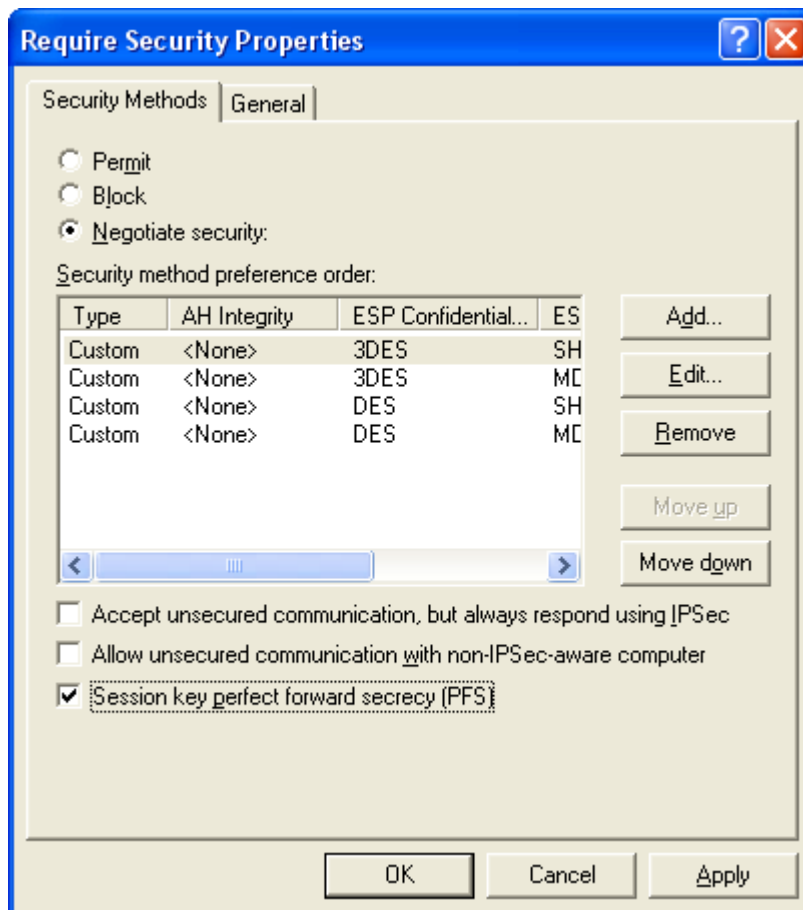 Require Security Properties
Security Methods General
Permit
Block
Negotiate security:
Security method preference order:
Type AH Integrity ESP Confidential... ES
Custom <None> 3DES SH
Custom <None> 3DES MD
Custom <None> DES SH
Custom <None> DES MD
Add...
Edit...
Remove
Move up
Move down
Accept unsecured communication, but always respond using IPSec
Allow unsecured communication with non-IPSec-aware computer
Session key perfect forward secrecy (PFS)
OK Cancel Apply